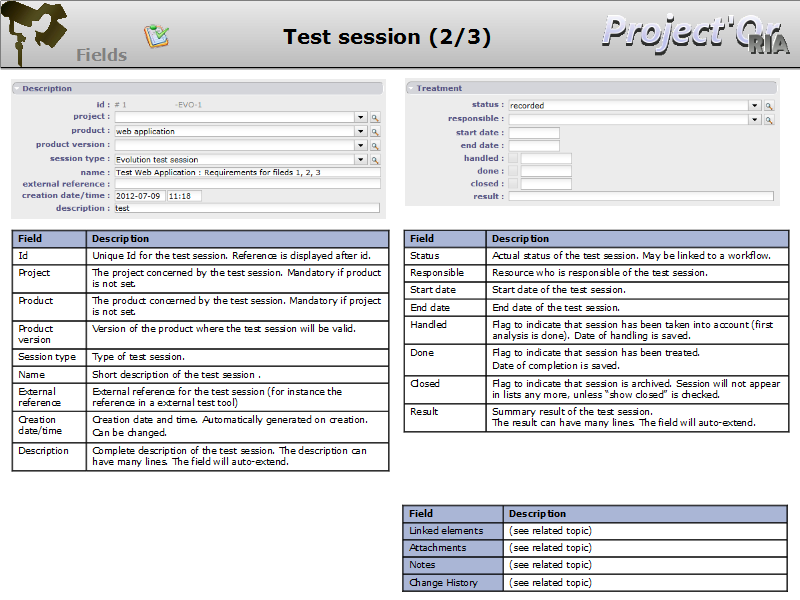 Fields
Test session (2/3)
Project'Or
RIA
Description
id : # 1 -EVO-1
project :
product : web application
product version :
session type : Evolution test session
name : Test Web Application : Requirements for fileds 1, 2, 3
external reference :
creation date/time : 2012-07-09 11:18
description : test
Treatment
status : recorded
responsible :
start date :
end date :
handled :
done :
closed :
result :
Field Description
Id Unique Id for the test session. Reference is displayed after id.
Project The project concerned by the test session. Mandatory if product
is not set.
Product The product concerned by the test session. Mandatory if project
is not set.
Product Version of the product where the test session will be valid.
version
Session type Type of test session.
Name Short description of the test session .
External External reference for the test session (for instance the
reference reference in a external test tool)
Creation Creation date and time. Automatically generated on creation.
date/time Can be changed.
Description Complete description of the test session. The description can
have many lines. The field will auto-extend.
Field Description
Status Actual status of the test session. May be linked to a workflow.
Responsible Resource who is responsible of the test session.
Start date Start date of the test session.
End date End date of the test session.
Handled Flag to indicate that session has been taken into account (first
analysis is done). Date of handling is saved.
Done Flag to indicate that session has been treated.
Date of completion is saved.
Closed Flag to indicate that session is archived. Session will not appear
in lists any more, unless “show closed” is checked.
Result Summary result of the test session.
The result can have many lines. The field will auto-extend.
Field Description
Linked elements (see related topic)
Attachments (see related topic)
Notes (see related topic)
Change History (see related topic)